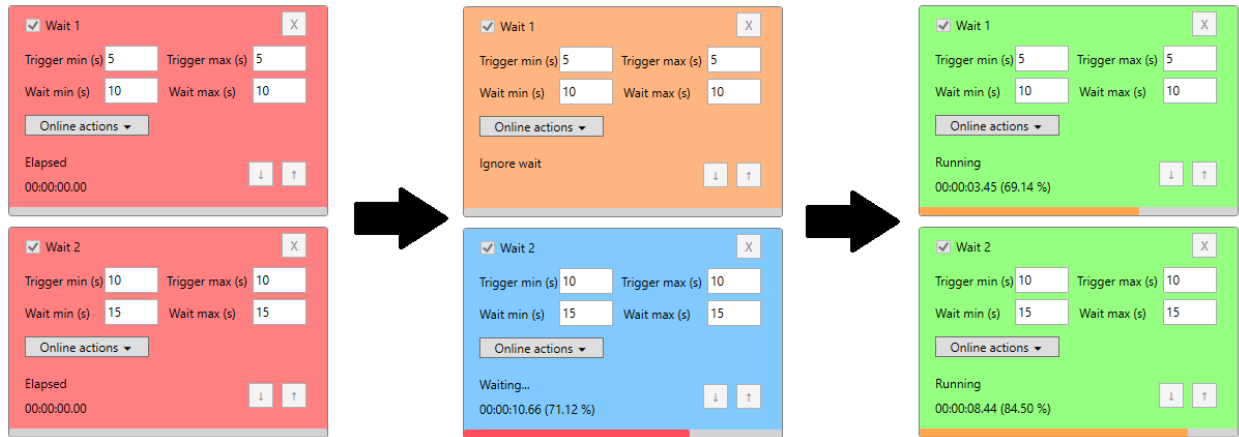 Wait 1 X
Trigger min (s) 5 Trigger max (s) 5
Wait min (s) 10 Wait max (s) 10
Online actions
Elapsed
↓ ↑
00:00:00.00
Wait 2 X
Trigger min (s) 10 Trigger max (s) 10
Wait min (s) 15 Wait max (s) 15
Online actions
Elapsed
↓ ↑
00:00:00.00
Wait 1 X
Trigger min (s) 5 Trigger max (s) 5
Wait min (s) 10 Wait max (s) 10
Online actions
Ignore wait
↓ ↑
Wait 2 X
Trigger min (s) 10 Trigger max (s) 10
Wait min (s) 15 Wait max (s) 15
Online actions
Waiting...
↓ ↑
00:00:10.66 (71.12 %)
Wait 1 X
Trigger min (s) 5 Trigger max (s) 5
Wait min (s) 10 Wait max (s) 10
Online actions
Running
↓ ↑
00:00:03.45 (69.14 %)
Wait 2 X
Trigger min (s) 10 Trigger max (s) 10
Wait min (s) 15 Wait max (s) 15
Online actions
Running
↓ ↑
00:00:08.44 (84.50 %)